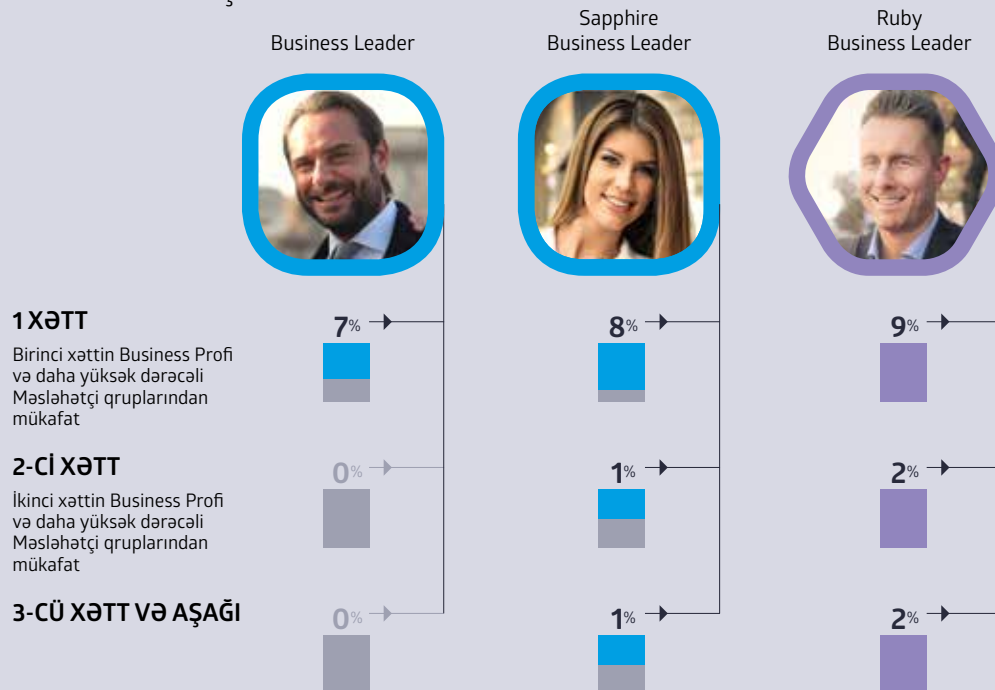 Business Leader
Sapphire
Business Leader
Ruby
Business Leader
1 XƏTT
7%
8%
9%
Birinci xəttin Business Profi
və daha yüksək dərəcəli
Məsləhətçi qruplarından
mükafat
2-Cİ XƏTT
0%
1%
2%
İkinci xəttin Business Profi
və daha yüksək dərəcəli
Məsləhətçi qruplarından
mükafat
3-CÜ XƏTT VƏ AŞAĞI
0%
1%
2%